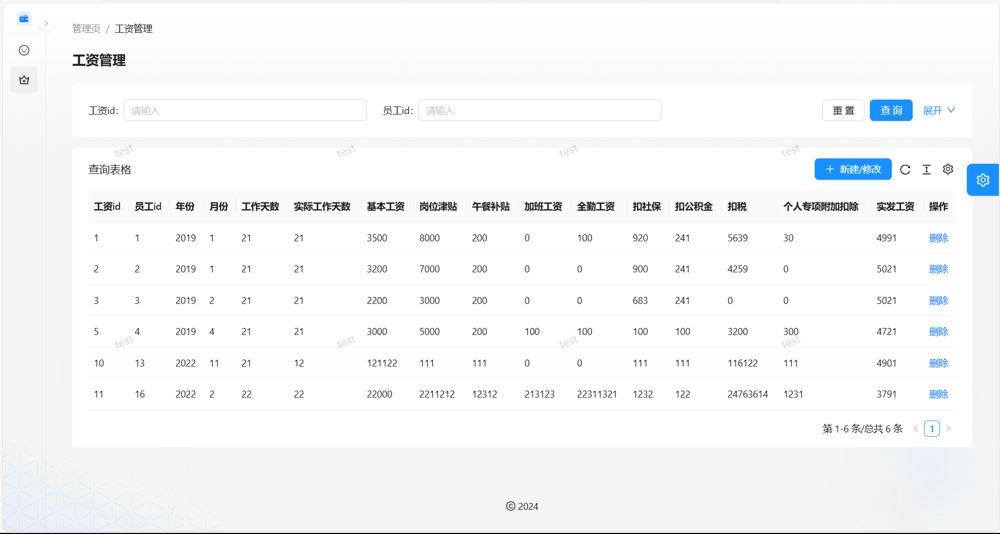 管理页 / 工资管理
工资管理
工资id: 请输入 员工id: 请输入 重 置 查 询 展开
test test test test
查询表格 新建/修改
工资id 员工id 年份 月份 工作天数 实际工作天数 基本工资 岗位津贴 午餐补贴 加班工资 全勤工资 扣社保 扣公积金 扣税 个人专项附加扣除 实发工资 操作
1 1 2019 1 21 21 3500 8000 200 0 100 920 241 5639 30 4991 删除
2 2 2019 1 21 21 3200 7000 200 0 0 900 241 4259 0 5021 删除
3 3 2019 2 21 21 2200 3000 200 0 0 683 241 0 0 5021 删除
5 4 2019 4 21 21 3000 5000 200 100 100 100 100 3200 300 4721 删除
test test test test
10 13 2022 11 21 12 121122 111 111 0 0 111 111 116122 111 4901 删除
11 16 2022 2 22 22 22000 2211212 12312 213123 22311321 1232 122 24763614 1231 3791 删除
第 1-6 条/总共 6 条 < 1 >
© 2024